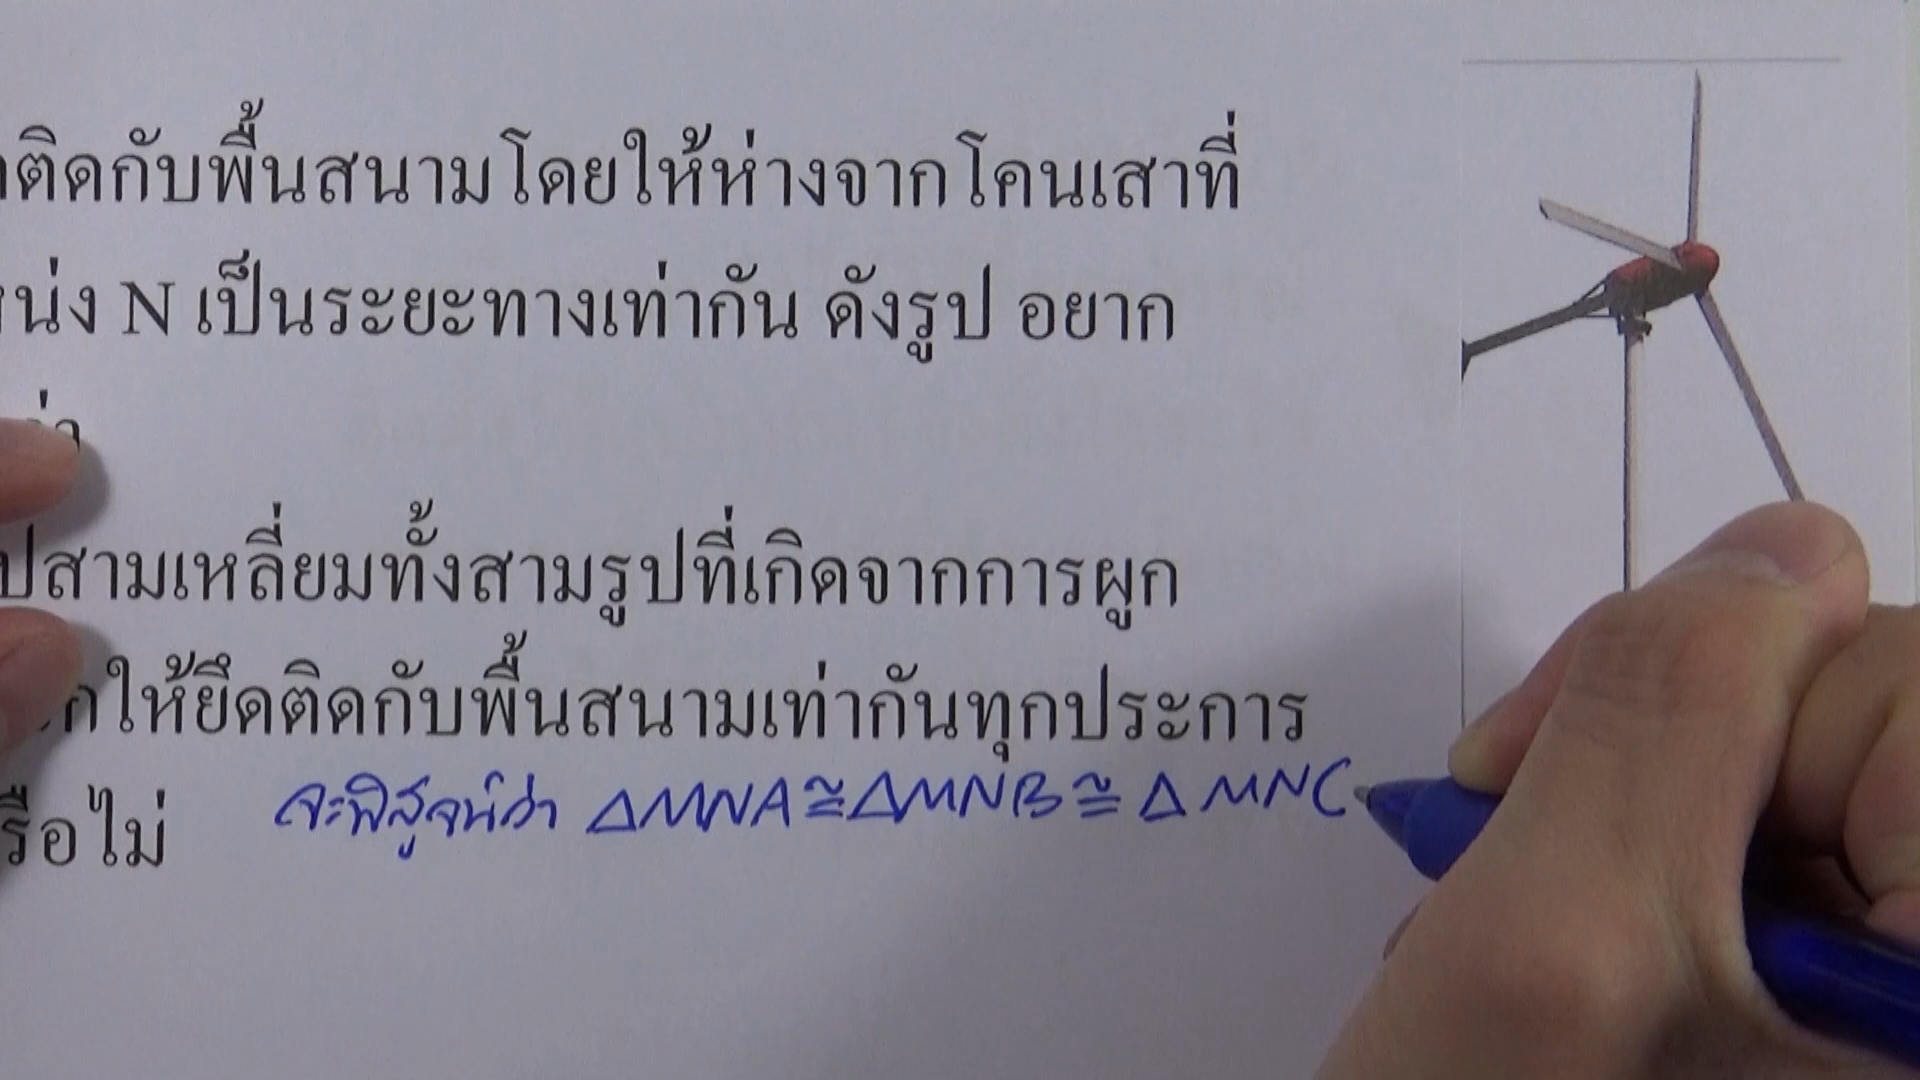 ติดกับพื้นสนามโดยให้ห่างจากโคนเสาที่
น่ง N เป็นระยะทางเท่ากัน ดังรูป อยาก
ปสามเหลี่ยมทั้งสามรูปที่เกิดจากการผูก
กให้ยึดติดกับพื้นสนามเท่ากันทุกประการ
รือไม่ จะพิสูจน์ว่า △MNA≅△MNB≅△MNC